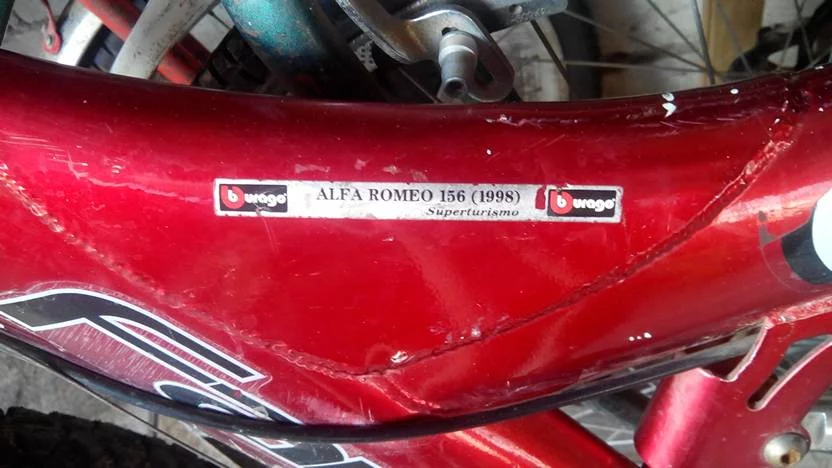 burago ALFA ROMEO 156 (1998) burago
Superturismo